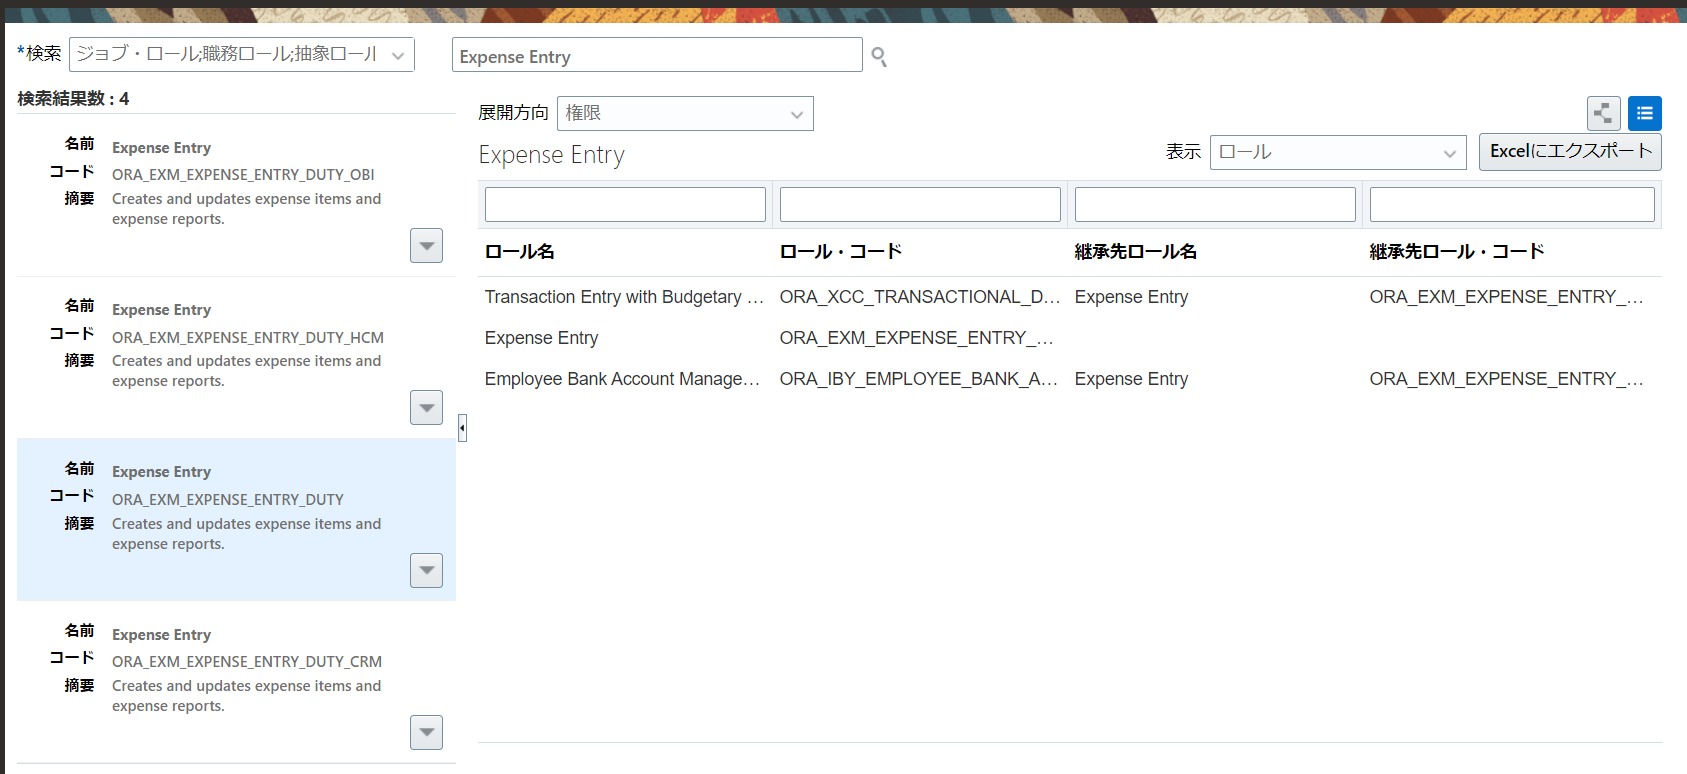 *検索 ジョブ・ロール;職務ロール;抽象ロール Expense Entry
検索結果数 : 4
名前 Expense Entry
コード ORA_EXM_EXPENSE_ENTRY_DUTY_OBI
摘要 Creates and updates expense items and
expense reports.
名前 Expense Entry
コード ORA_EXM_EXPENSE_ENTRY_DUTY_HCM
摘要 Creates and updates expense items and
expense reports.
名前 Expense Entry
コード ORA_EXM_EXPENSE_ENTRY_DUTY
摘要 Creates and updates expense items and
expense reports.
名前 Expense Entry
コード ORA_EXM_EXPENSE_ENTRY_DUTY_CRM
摘要 Creates and updates expense items and
expense reports.
展開方向 権限
Expense Entry
表示 ロール Excelにエクスポート
ロール名 ロール・コード 継承先ロール名 継承先ロール・コード
Transaction Entry with Budgetary ... ORA_XCC_TRANSACTIONAL_D... Expense Entry ORA_EXM_EXPENSE_ENTRY_...
Expense Entry ORA_EXM_EXPENSE_ENTRY_...
Employee Bank Account Manage... ORA_IBY_EMPLOYEE_BANK_A... Expense Entry ORA_EXM_EXPENSE_ENTRY_...